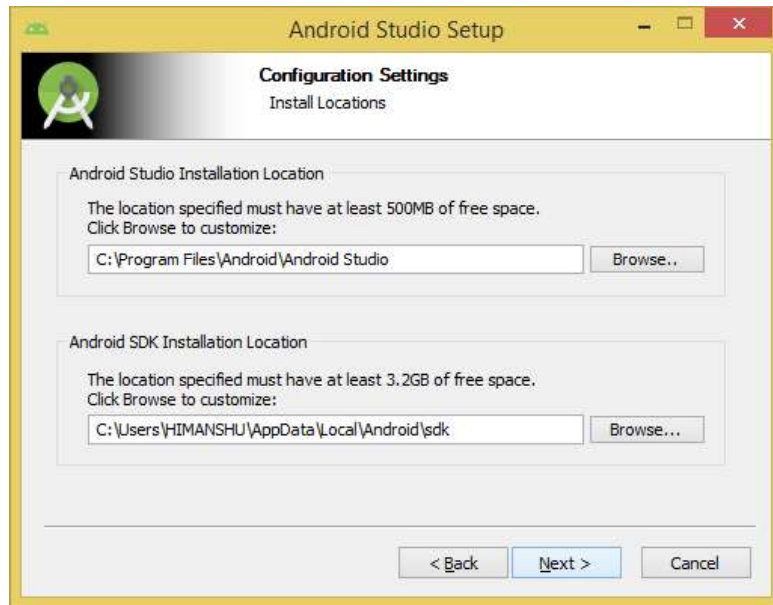 Android Studio Setup
Configuration Settings
Install Locations
Android Studio Installation Location
The location specified must have at least 500MB of free space.
Click Browse to customize:
C:\Program Files\Android\Android Studio
Browse..
Android SDK Installation Location
The location specified must have at least 3.2GB of free space.
Click Browse to customize:
C:\Users\HIMANSHU\AppData\Local\Android\sdk
Browse...
< Back
Next >
Cancel